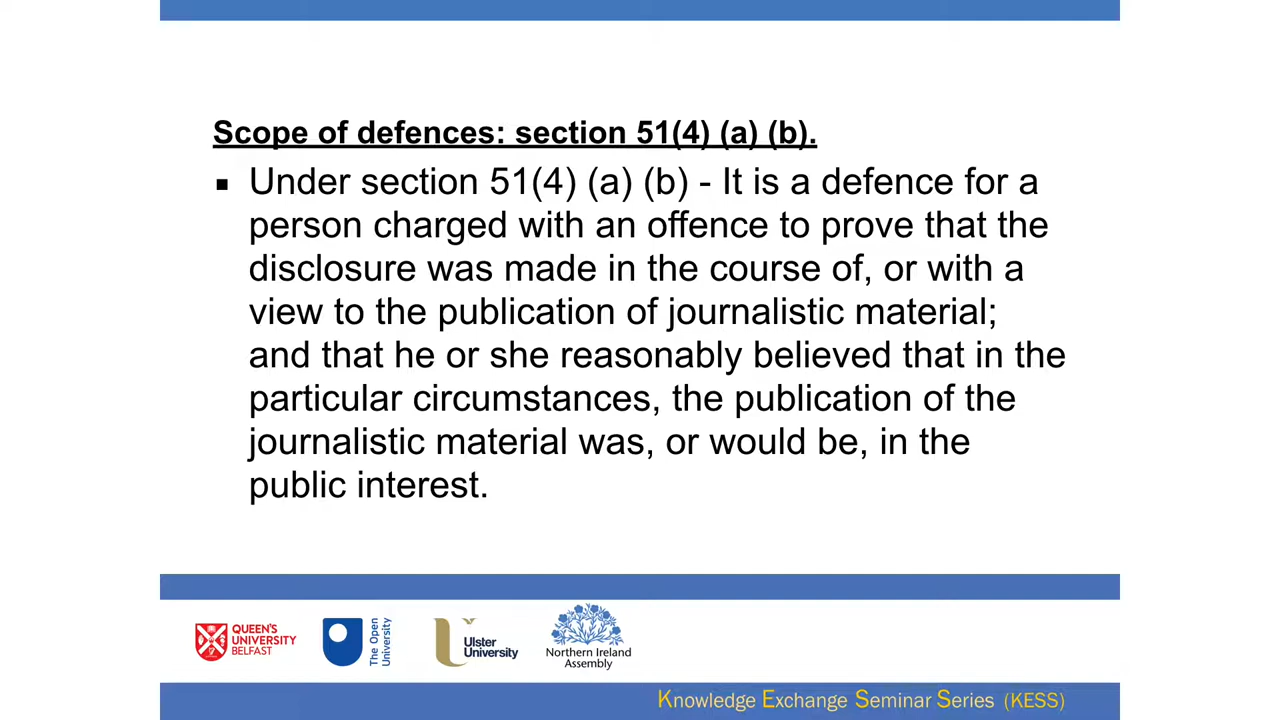 Scope of defences: section 51(4) (a) (b).
▪ Under section 51(4) (a) (b) - It is a defence for a
person charged with an offence to prove that the
disclosure was made in the course of, or with a
view to the publication of journalistic material;
and that he or she reasonably believed that in the
particular circumstances, the publication of the
journalistic material was, or would be, in the
public interest.
QUEEN'S
UNIVERSITY
BELFAST
The Open
University
Ulster
University
Northern Ireland
Assembly
Knowledge Exchange Seminar Series (KESS)